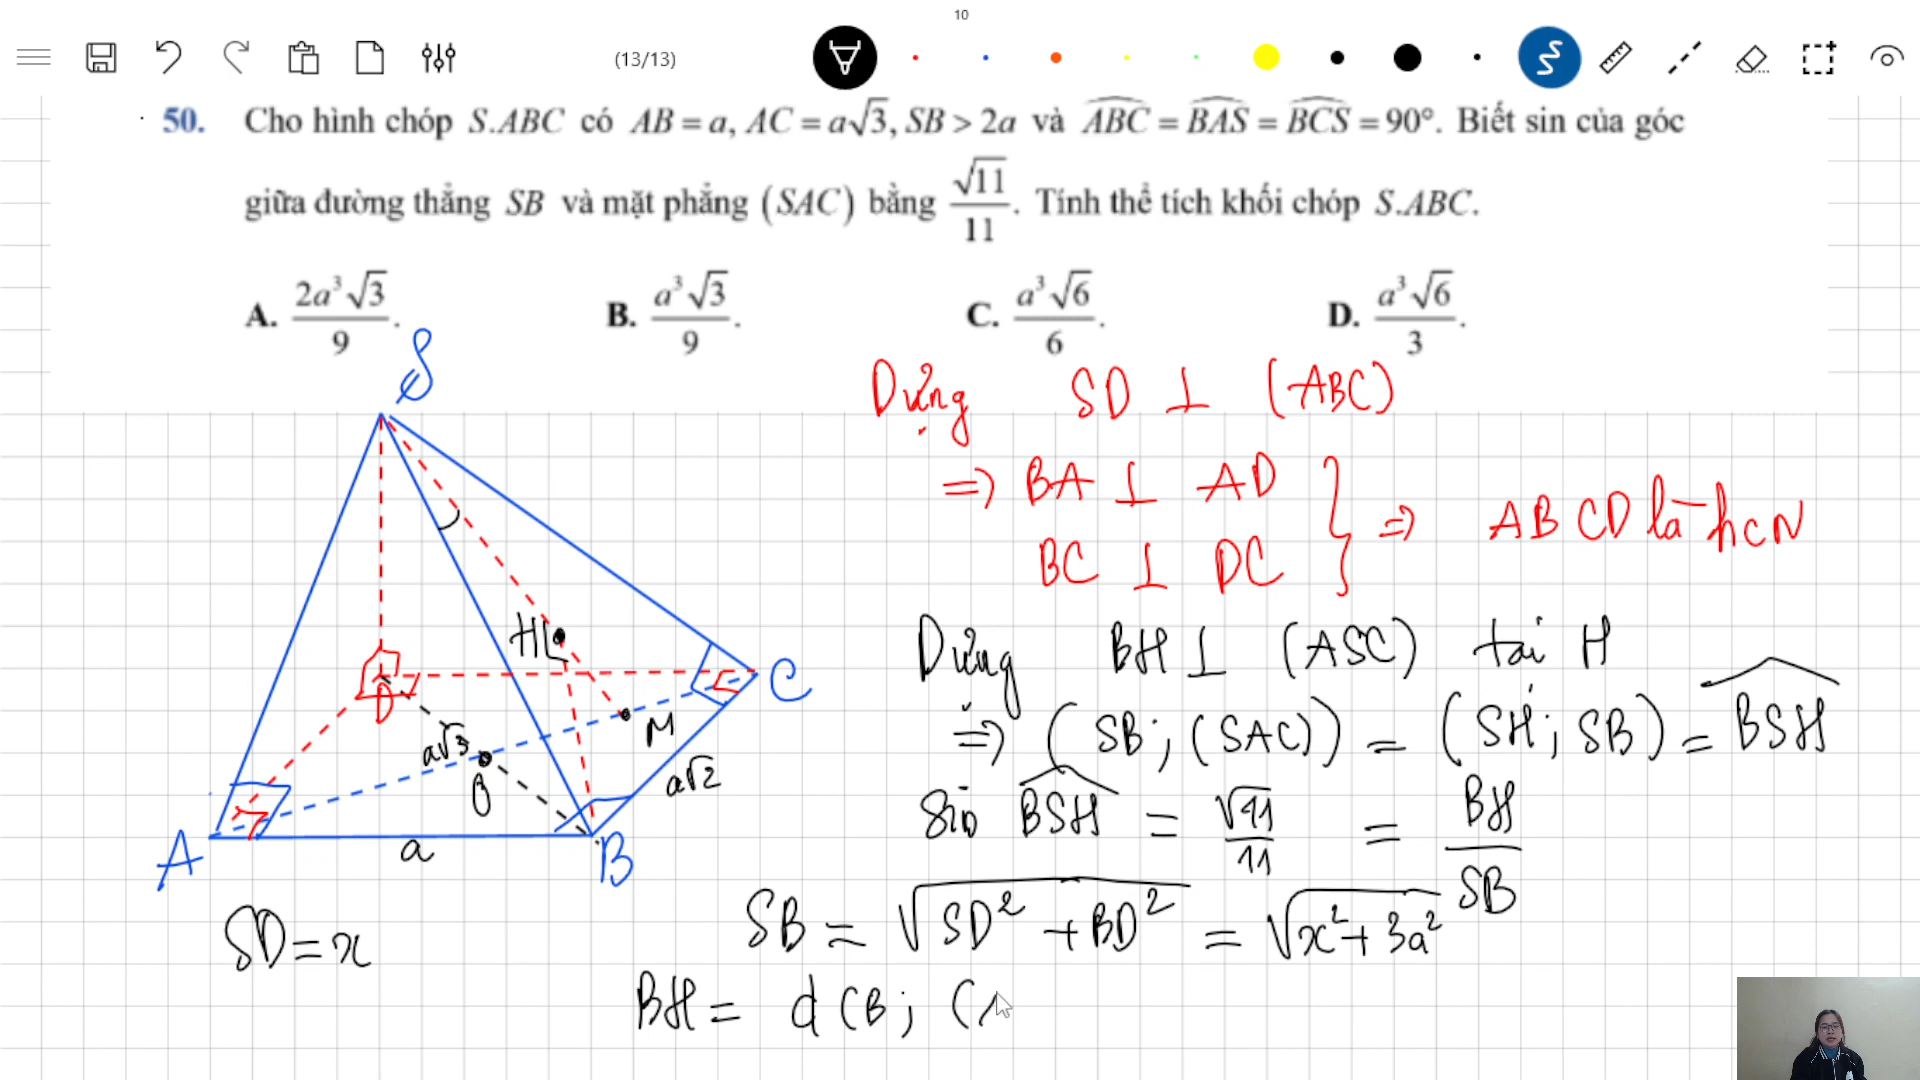 10
(13/13)
50. Cho hình chóp S.ABC có AB = a, AC = a√3, SB > 2a và ABC = BAS = BCS = 90°. Biết sin của góc
giữa đường thẳng SB và mặt phẳng (SAC) bằng √11/11. Tính thể tích khối chóp S.ABC.
A. 2a³√3/9. B. a³√3/9. C. a³√6/6. D. a³√6/3.
S
Dựng SD ⊥ (ABC)
=> BA ⊥ AD
BC ⊥ DC
} => ABCD là hcN
H
D
C
M
a√3
O
a√2
A
a
B
Dựng BH ⊥ (ASC) tại H
=> (SB; (SAC)) = (SH; SB) = BSH
Sin BSH = √11/11 = BH/SB
SD = x
SB = √SD² + BD² = √x² + 3a²
BH = d (B; (